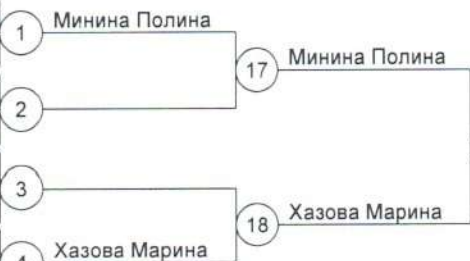 1 Минина Полина
17 Минина Полина
2
3
18 Хазова Марина
4 Хазова Марина